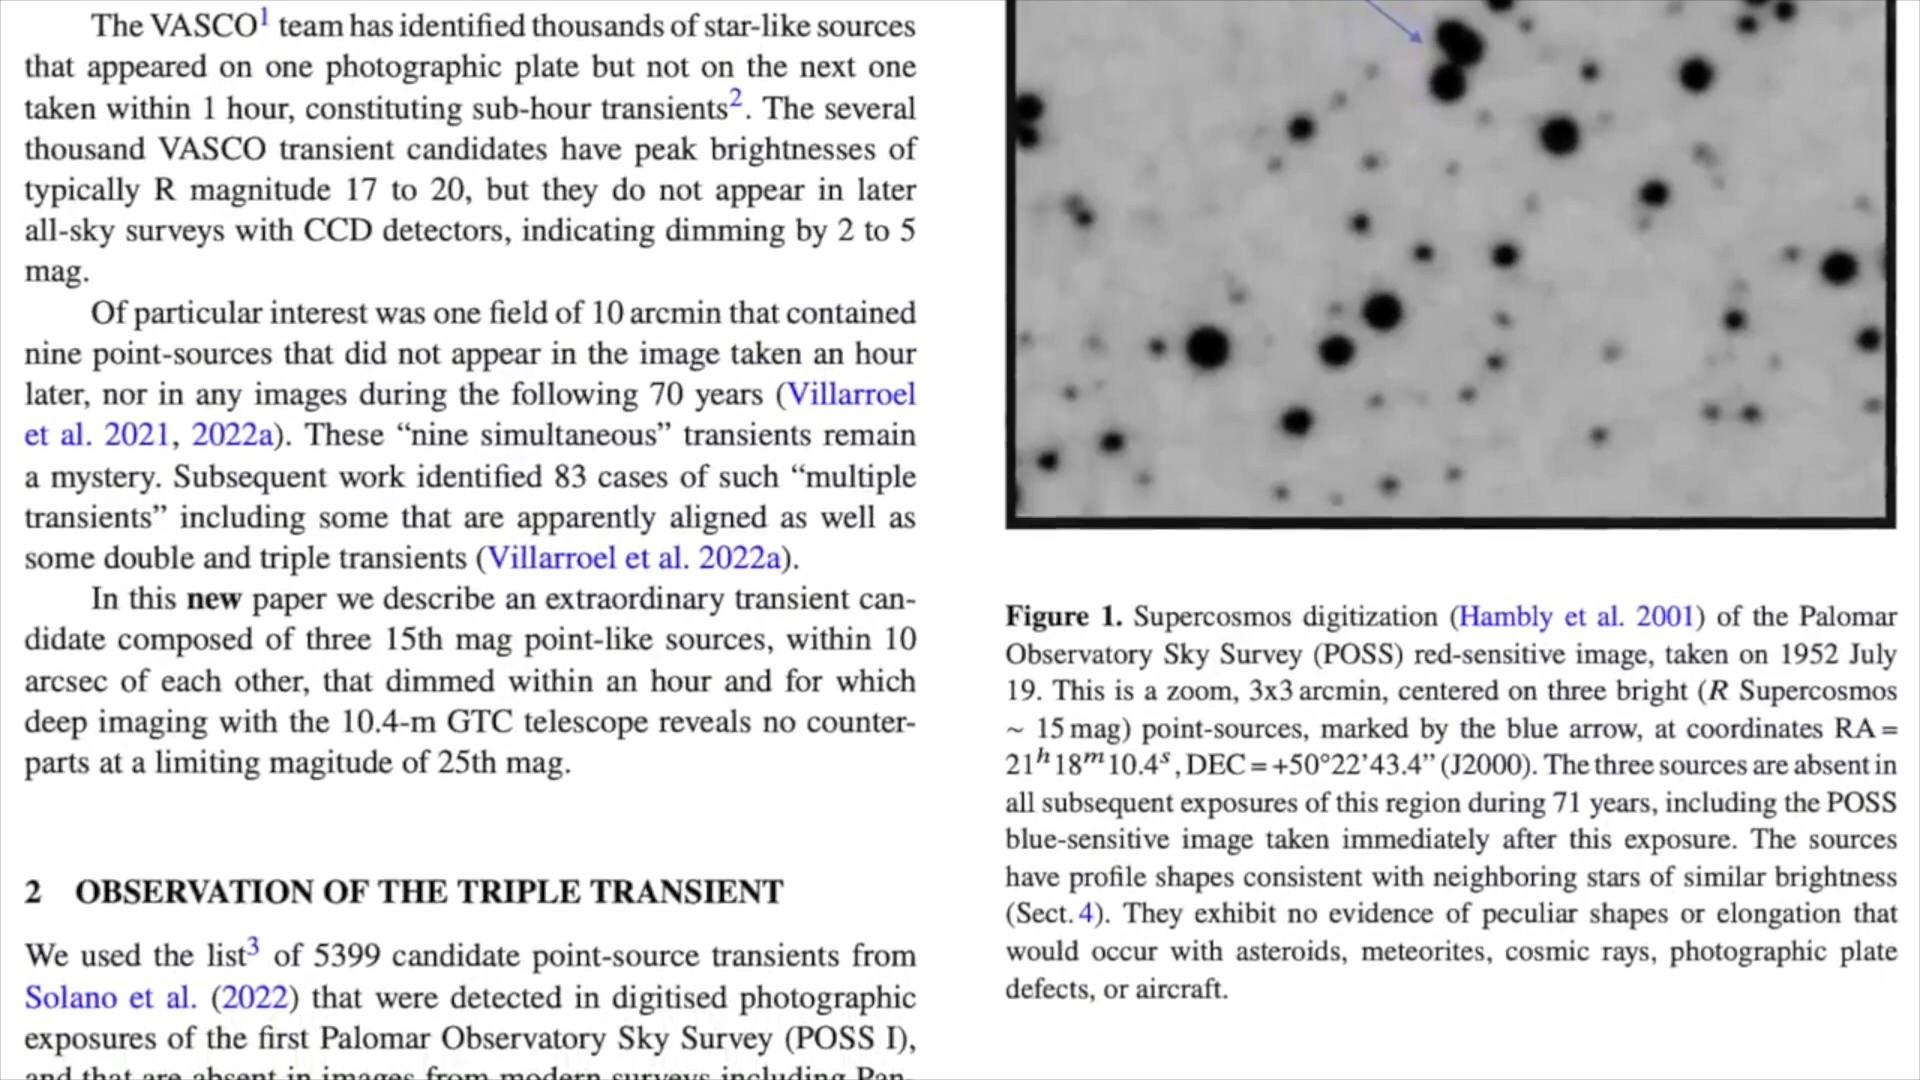 The VASCO1 team has identified thousands of star-like sources
that appeared on one photographic plate but not on the next one
taken within 1 hour, constituting sub-hour transients2. The several
thousand VASCO transient candidates have peak brightnesses of
typically R magnitude 17 to 20, but they do not appear in later
all-sky surveys with CCD detectors, indicating dimming by 2 to 5
mag.
Of particular interest was one field of 10 arcmin that contained
nine point-sources that did not appear in the image taken an hour
later, nor in any images during the following 70 years (Villarroel
et al. 2021, 2022a). These “nine simultaneous” transients remain
a mystery. Subsequent work identified 83 cases of such “multiple
transients” including some that are apparently aligned as well as
some double and triple transients (Villarroel et al. 2022a).
In this new paper we describe an extraordinary transient can-
didate composed of three 15th mag point-like sources, within 10
arcsec of each other, that dimmed within an hour and for which
deep imaging with the 10.4-m GTC telescope reveals no counter-
parts at a limiting magitude of 25th mag.
2 OBSERVATION OF THE TRIPLE TRANSIENT
We used the list3 of 5399 candidate point-source transients from
Solano et al. (2022) that were detected in digitised photographic
exposures of the first Palomar Observatory Sky Survey (POSS I),
and that are absent in images from modern surveys including Pan-
Figure 1. Supercosmos digitization (Hambly et al. 2001) of the Palomar
Observatory Sky Survey (POSS) red-sensitive image, taken on 1952 July
19. This is a zoom, 3x3 arcmin, centered on three bright (R Supercosmos
~ 15 mag) point-sources, marked by the blue arrow, at coordinates RA =
21h18m10.4s, DEC = +50°22’43.4” (J2000). The three sources are absent in
all subsequent exposures of this region during 71 years, including the POSS
blue-sensitive image taken immediately after this exposure. The sources
have profile shapes consistent with neighboring stars of similar brightness
(Sect. 4). They exhibit no evidence of peculiar shapes or elongation that
would occur with asteroids, meteorites, cosmic rays, photographic plate
defects, or aircraft.